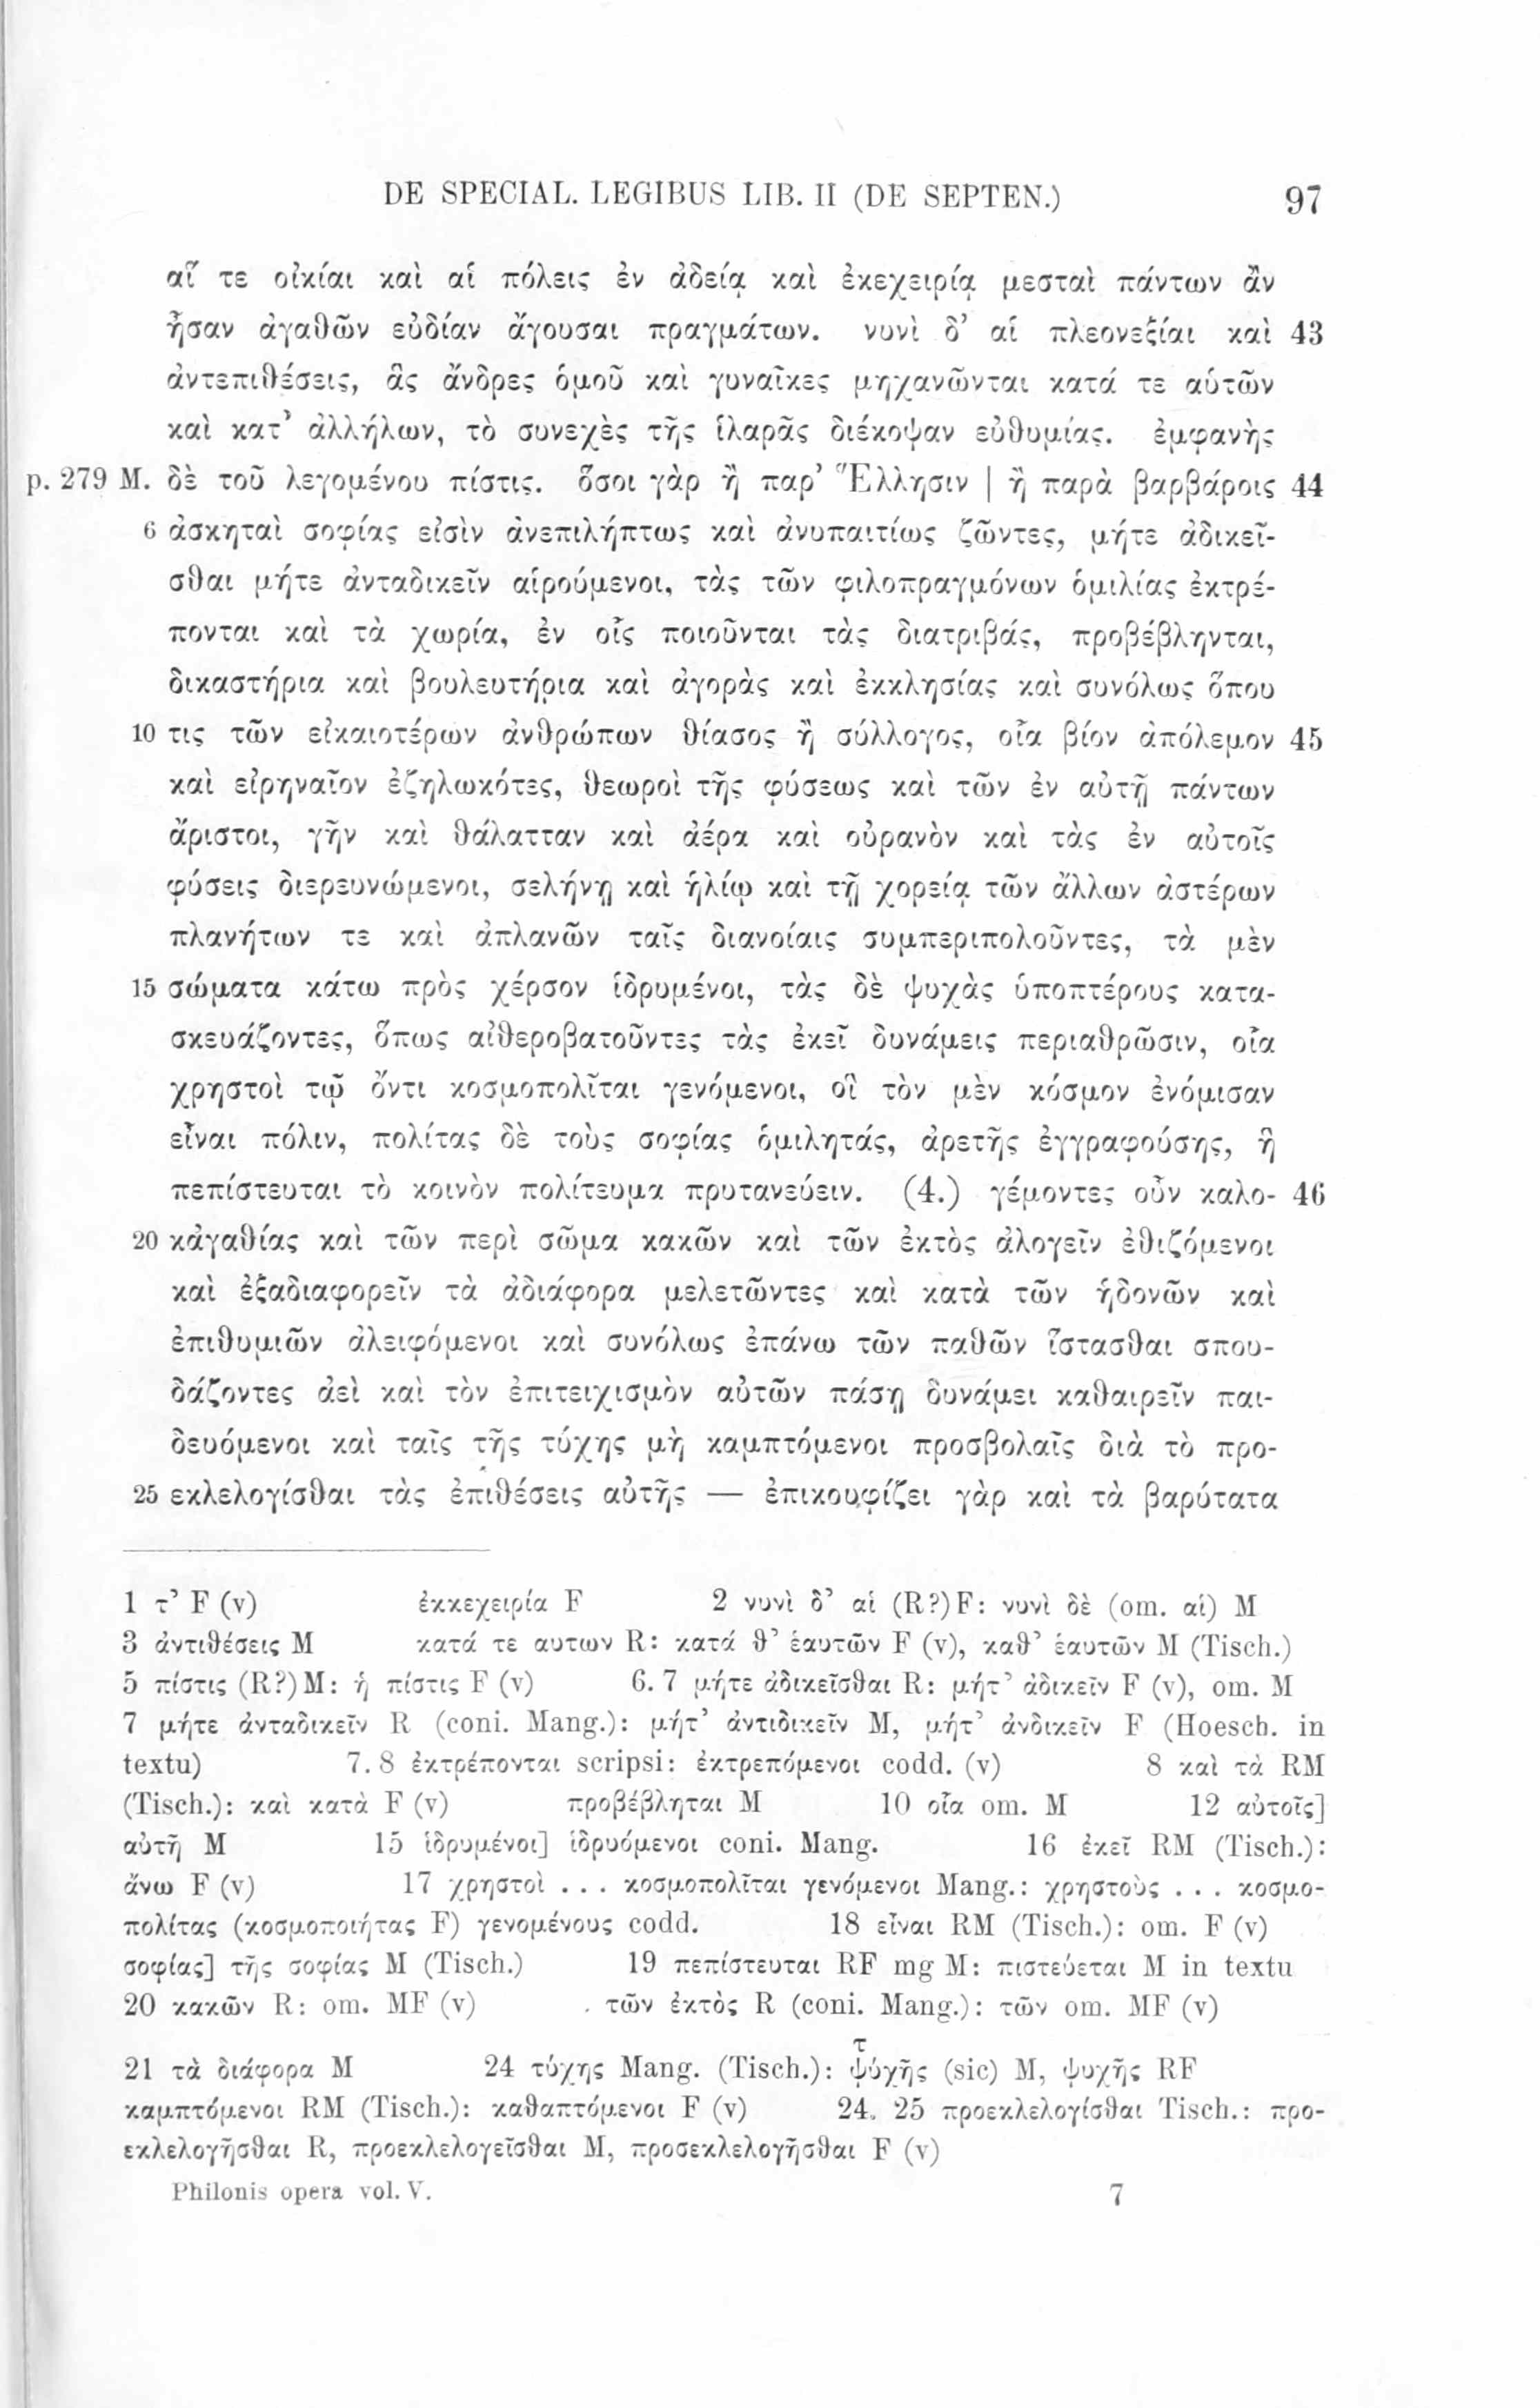 DE SPECIAL. LEGIBUS LIB. II (DE SEPTEN.) 97
αἵ τε οἰκίαι καὶ αἱ πόλεις ἐν ἀδείᾳ καὶ ἐκεχειρίᾳ μεσταὶ πάντων ἂν
ἦσαν ἀγαθῶν εὐδίαν ἄγουσαι πραγμάτων. νυνὶ δ’ αἱ πλεονεξίαι καὶ 43
ἀντεπιθέσεις, ἃς ἄνδρες ὁμοῦ καὶ γυναῖκες μηχανῶνται κατά τε αὑτῶν
καὶ κατ’ ἀλλήλων, τὸ συνεχὲς τῆς ἱλαρᾶς διέκοψαν εὐθυμίας. ἐμφανὴς
p. 279 M. δὲ τοῦ λεγομένου πίστις. ὅσοι γὰρ ἢ παρ’ Ἕλλησιν | ἢ παρὰ βαρβάροις 44
6 ἀσκηταὶ σοφίας εἰσὶν ἀνεπιλήπτως καὶ ἀνυπαιτίως ζῶντες, μήτε ἀδικεῖ-
σθαι μήτε ἀνταδικεῖν αἱρούμενοι, τὰς τῶν φιλοπραγμόνων ὁμιλίας ἐκτρέ-
πονται καὶ τὰ χωρία, ἐν οἷς ποιοῦνται τὰς διατριβάς, προβέβληνται,
δικαστήρια καὶ βουλευτήρια καὶ ἀγορὰς καὶ ἐκκλησίας καὶ συνόλως ὅπου
10 τις τῶν εἰκαιοτέρων ἀνθρώπων θίασος ἢ σύλλογος, οἷα βίον ἀπόλεμον 45
καὶ εἰρηναῖον ἐζηλωκότες, θεωροὶ τῆς φύσεως καὶ τῶν ἐν αὐτῇ πάντων
ἄριστοι, γῆν καὶ θάλατταν καὶ ἀέρα καὶ οὐρανὸν καὶ τὰς ἐν αὐτοῖς
φύσεις διερευνώμενοι, σελήνῃ καὶ ἡλίῳ καὶ τῇ χορείᾳ τῶν ἄλλων ἀστέρων
πλανήτων τε καὶ ἀπλανῶν ταῖς διανοίαις συμπεριπολοῦντες, τὰ μὲν
15 σώματα κάτω πρὸς χέρσον ἱδρυμένοι, τὰς δὲ ψυχὰς ὑποπτέρους κατα-
σκευάζοντες, ὅπως αἰθεροβατοῦντες τὰς ἐκεῖ δυνάμεις περιαθρῶσιν, οἷα
χρηστοὶ τῷ ὄντι κοσμοπολῖται γενόμενοι, οἳ τὸν μὲν κόσμον ἐνόμισαν
εἶναι πόλιν, πολίτας δὲ τοὺς σοφίας ὁμιλητάς, ἀρετῆς ἐγγραφούσης, ᾗ
πεπίστευται τὸ κοινὸν πολίτευμα πρυτανεύειν. (4.) γέμοντες οὖν καλο- 46
20 κἀγαθίας καὶ τῶν περὶ σῶμα κακῶν καὶ τῶν ἐκτὸς ἀλογεῖν ἐθιζόμενοι
καὶ ἐξαδιαφορεῖν τὰ ἀδιάφορα μελετῶντες καὶ κατὰ τῶν ἡδονῶν καὶ
ἐπιθυμιῶν ἀλειφόμενοι καὶ συνόλως ἐπάνω τῶν παθῶν ἵστασθαι σπου-
δάζοντες ἀεὶ καὶ τὸν ἐπιτειχισμὸν αὐτῶν πάσῃ δυνάμει καθαιρεῖν παι-
δευόμενοι καὶ ταῖς τῆς τύχης μὴ καμπτόμενοι προσβολαῖς διὰ τὸ προ-
25 εκλελογίσθαι τὰς ἐπιθέσεις αὐτῆς — ἐπικουφίζει γὰρ καὶ τὰ βαρύτατα
1 τ’ F (v) ἐκκεχειρία F 2 νυνὶ δ’ αἱ (R?) F: νυνὶ δὲ (om. αἱ) M
3 ἀντιθέσεις M κατά τε αυτων R: κατά θ’ ἑαυτῶν F (v), καθ’ ἑαυτῶν M (Tisch.)
5 πίστις (R?) M: ἡ πίστις F (v) 6. 7 μήτε ἀδικεῖσθαι R: μήτ’ ἀδικεῖν F (v), om. M
7 μήτε ἀνταδικεῖν R (coni. Mang.): μήτ’ ἀντιδικεῖν M, μήτ’ ἀνδικεῖν F (Hoesch. in
textu) 7. 8 ἐκτρέπονται scripsi: ἐκτρεπόμενοι codd. (v) 8 καὶ τὰ RM
(Tisch.): καὶ κατὰ F (v) προβέβληται M 10 οἷα om. M 12 αὐτοῖς]
αὐτῇ M 15 ἱδρυμένοι] ἱδρυόμενοι coni. Mang. 16 ἐκεῖ RM (Tisch.):
ἄνω F (v) 17 χρηστοὶ . . . κοσμοπολῖται γενόμενοι Mang.: χρηστοὺς . . . κοσμο-
πολίτας (κοσμοποιήτας F) γενομένους codd. 18 εἶναι RM (Tisch.): om. F (v)
σοφίας] τῆς σοφίας M (Tisch.) 19 πεπίστευται RF mg M: πιστεύεται M in textu
20 κακῶν R: om. MF (v) τῶν ἐκτὸς R (coni. Mang.): τῶν om. MF (v)
τ
21 τὰ διάφορα M 24 τύχης Mang. (Tisch.): ψύχῆς (sic) M, ψυχῆς RF
καμπτόμενοι RM (Tisch.): καθαπτόμενοι F (v) 24. 25 προεκλελογίσθαι Tisch.: προ-
εκλελογῆσθαι R, προεκλελογεῖσθαι M, προσεκλελογῆσθαι F (v)
Philonis opera vol. V. 7